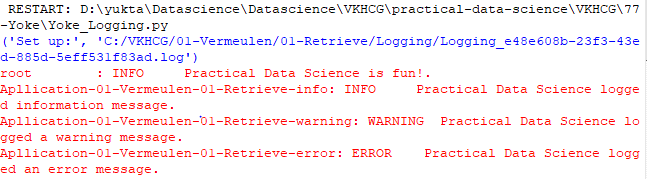 RESTART: D:\yukta\Datascience\Datascience\VKHCG\practical-data-science\VKHCG\77
-Yoke\Yoke_Logging.py
('Set up:', 'C:/VKHCG/01-Vermeulen/01-Retrieve/Logging/Logging_e48e608b-23f3-43e
d-885d-5eff531f83ad.log')
root        : INFO     Practical Data Science is fun!.
Apllication-01-Vermeulen-01-Retrieve-info: INFO     Practical Data Science logge
d information message.
Apllication-01-Vermeulen-01-Retrieve-warning: WARNING  Practical Data Science lo
gged a warning message.
Apllication-01-Vermeulen-01-Retrieve-error: ERROR    Practical Data Science logg
ed an error message.